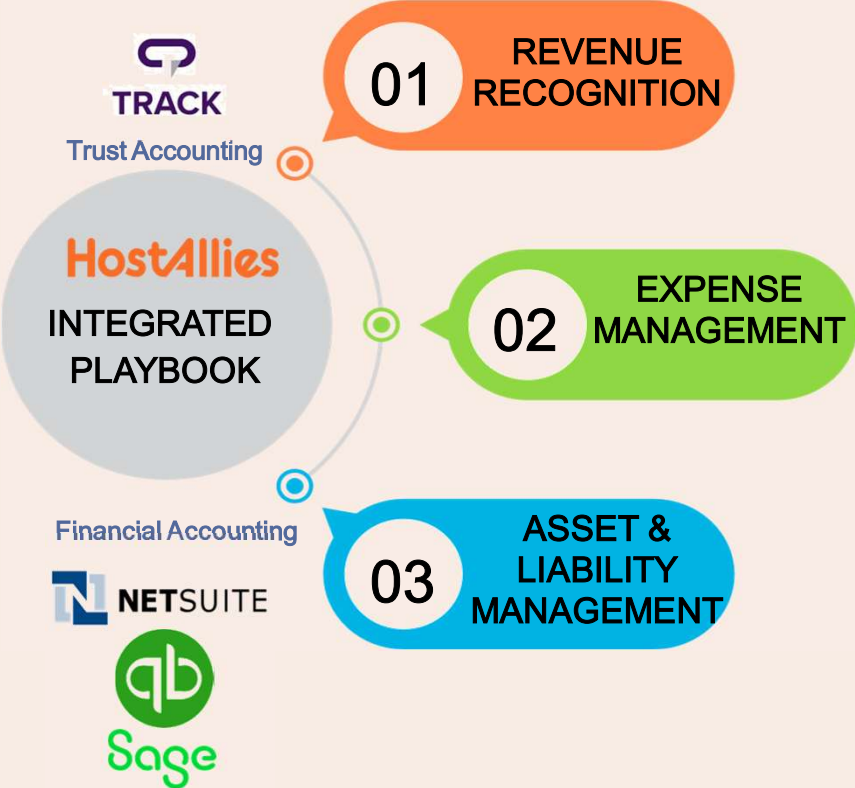 TRACK
Trust Accounting
HostAllies
INTEGRATED
PLAYBOOK
Financial Accounting
NETSUITE
qb
Sage
01
REVENUE
RECOGNITION
02
EXPENSE
MANAGEMENT
03
ASSET &
LIABILITY
MANAGEMENT